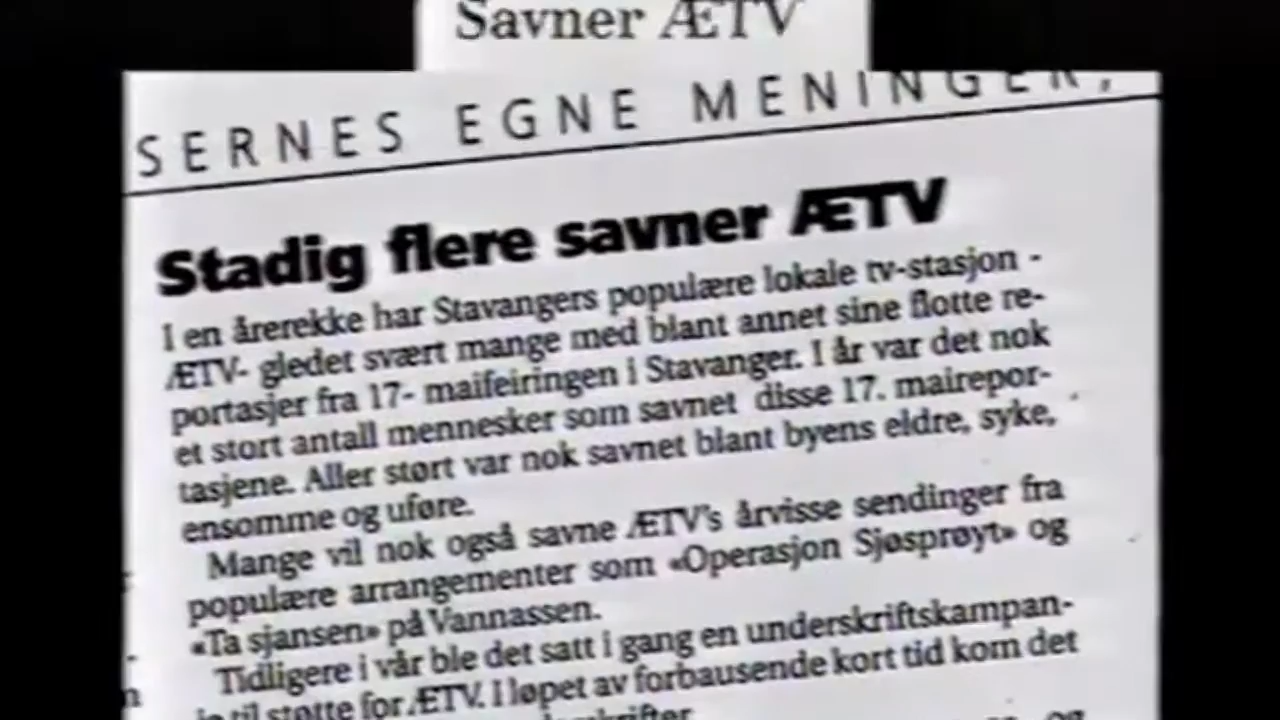 Savner ÆTV
SERNES EGNE MENINGER,
Stadig flere savner ÆTV
I en årerekke har Stavangers populære lokale tv-stasjon -
ÆTV- gledet svært mange med blant annet sine flotte re-
portasjer fra 17- maifeiringen i Stavanger. I år var det nok
et stort antall mennesker som savnet disse 17. mairepor-
tasjene. Aller størt var nok savnet blant byens eldre, syke,
ensomme og uføre.
Mange vil nok også savne ÆTV's årvisse sendinger fra
populære arrangementer som «Operasjon Sjøsprøyt» og
«Ta sjansen» på Vannassen.
Tidligere i vår ble det satt i gang en underskriftskampan-
je til støtte for ÆTV. I løpet av forbausende kort tid kom det
og